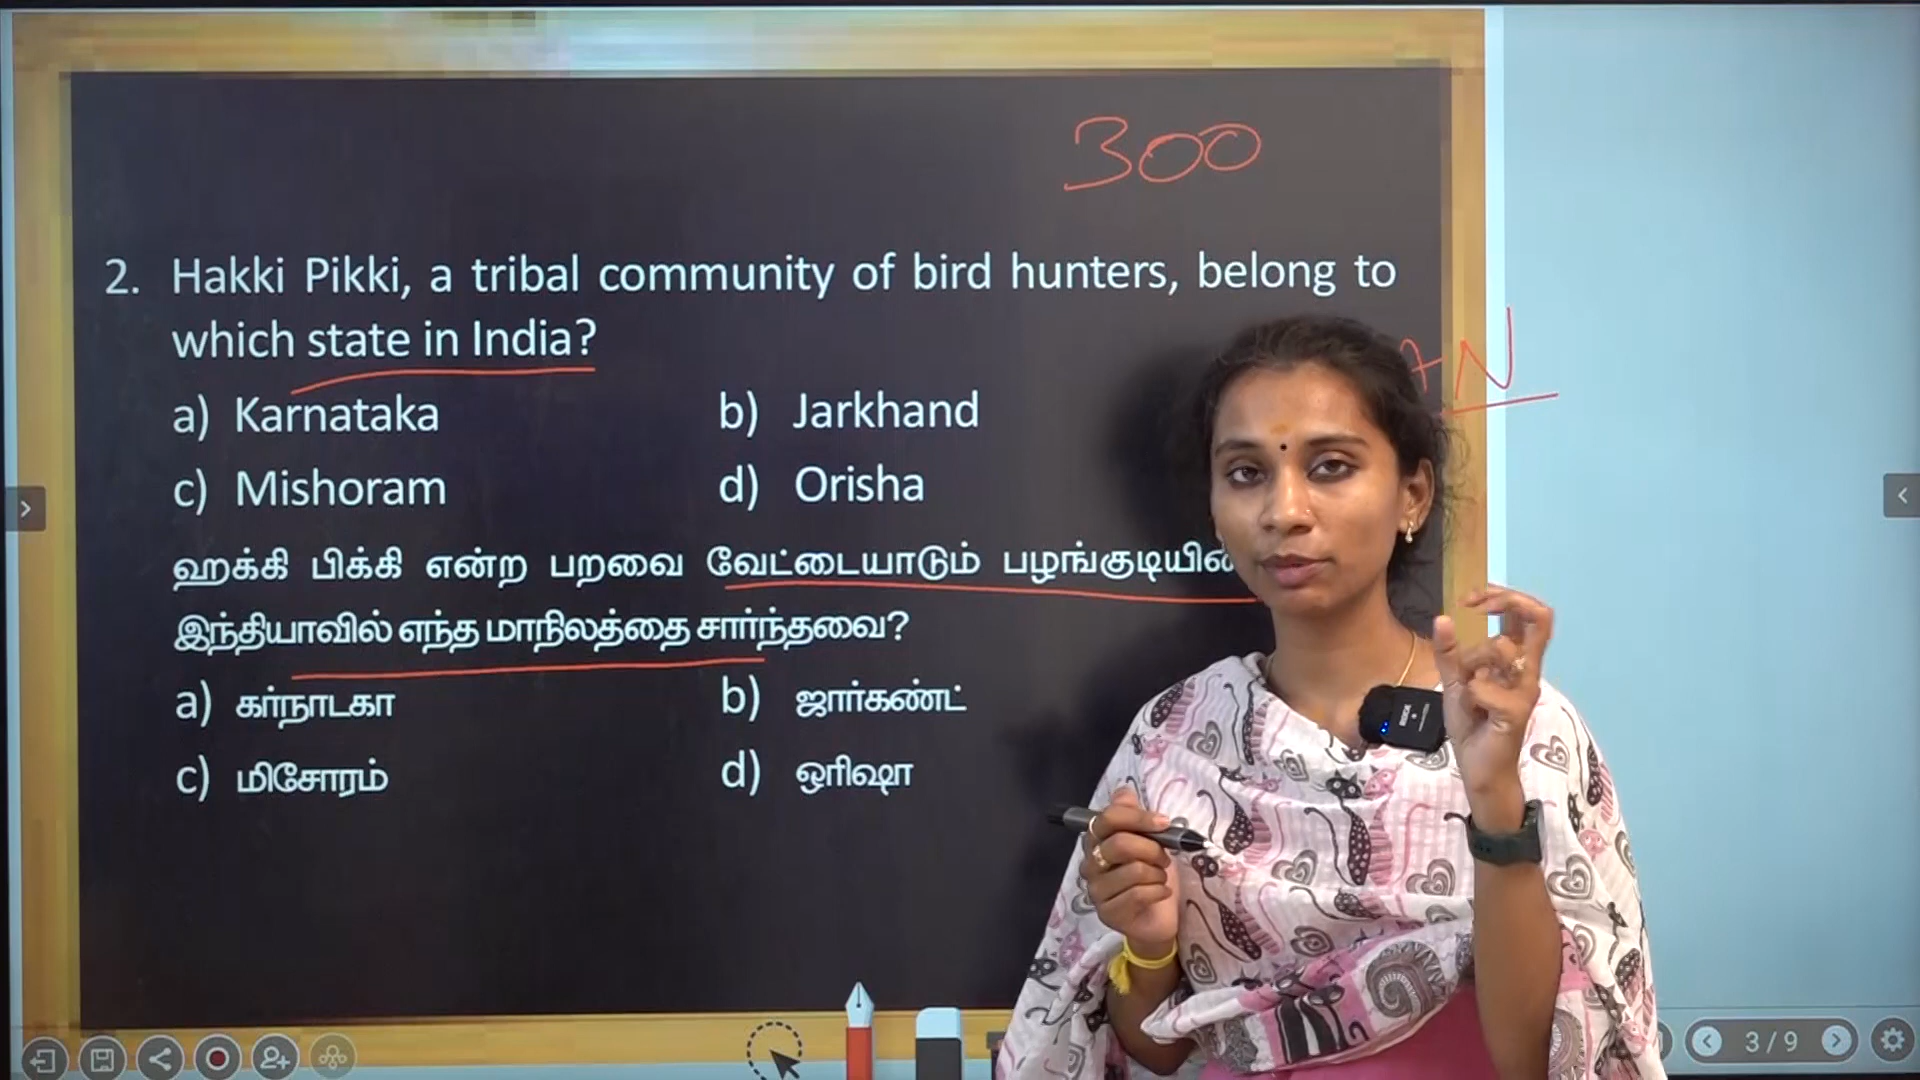 300
2. Hakki Pikki, a tribal community of bird hunters, belong to
which state in India?
a) Karnataka b) Jarkhand
c) Mishoram d) Orisha
ஹக்கி பிக்கி என்ற பறவை வேட்டையாடும்
இந்தியாவில் எந்த மாநிலத்தை சார்ந்தவை?
a) கர்நாடகா b) ஜார்கண்ட்
c) மிசோரம் d) ஒரிஷா
3/9